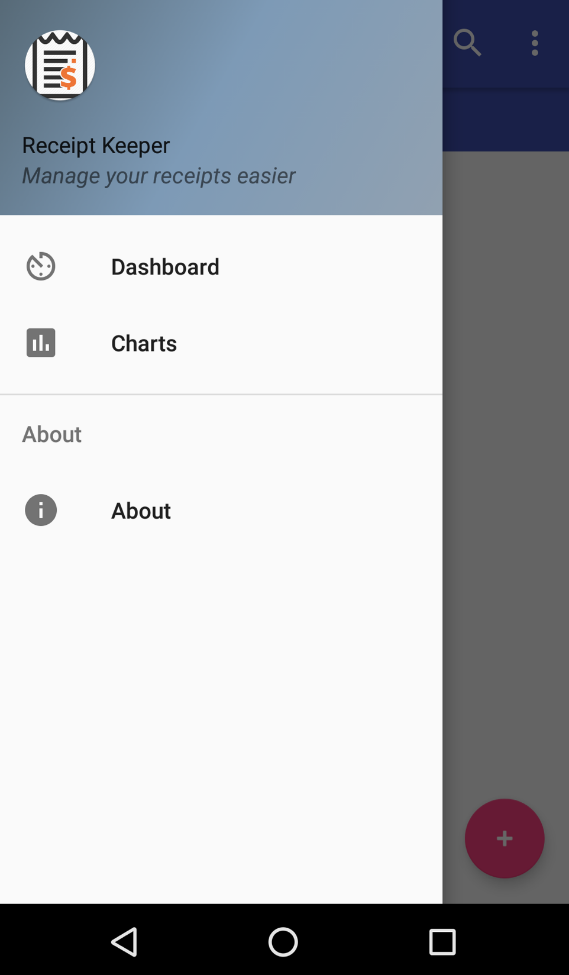 Receipt Keeper
Manage your receipts easier
Dashboard
Charts
About
About